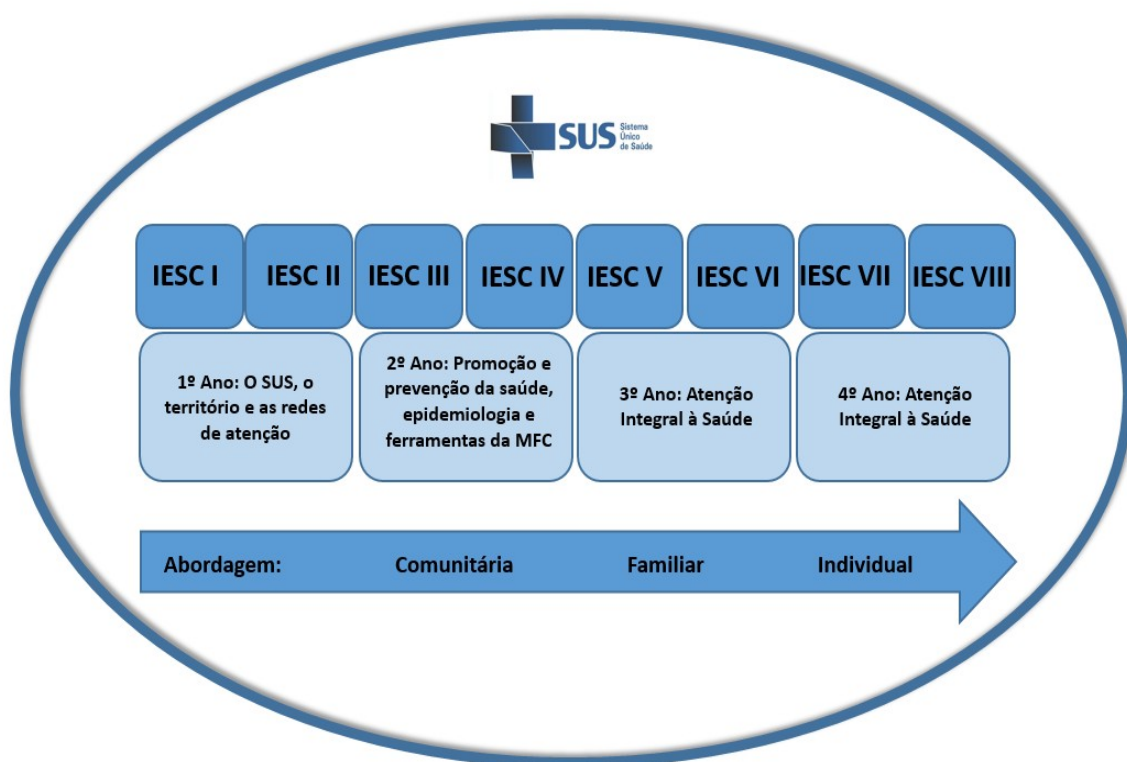 SUS
Sistema
Único
de Saúde
IESC I
IESC II
IESC III
IESC IV
IESC V
IESC VI
IESC VII
IESC VIII
1º Ano: O SUS, o
território e as redes
de atenção
2º Ano: Promoção e
prevenção da saúde,
epidemiologia e
ferramentas da MFC
3º Ano: Atenção
Integral à Saúde
4º Ano: Atenção
Integral à Saúde
Abordagem: Comunitária Familiar Individual